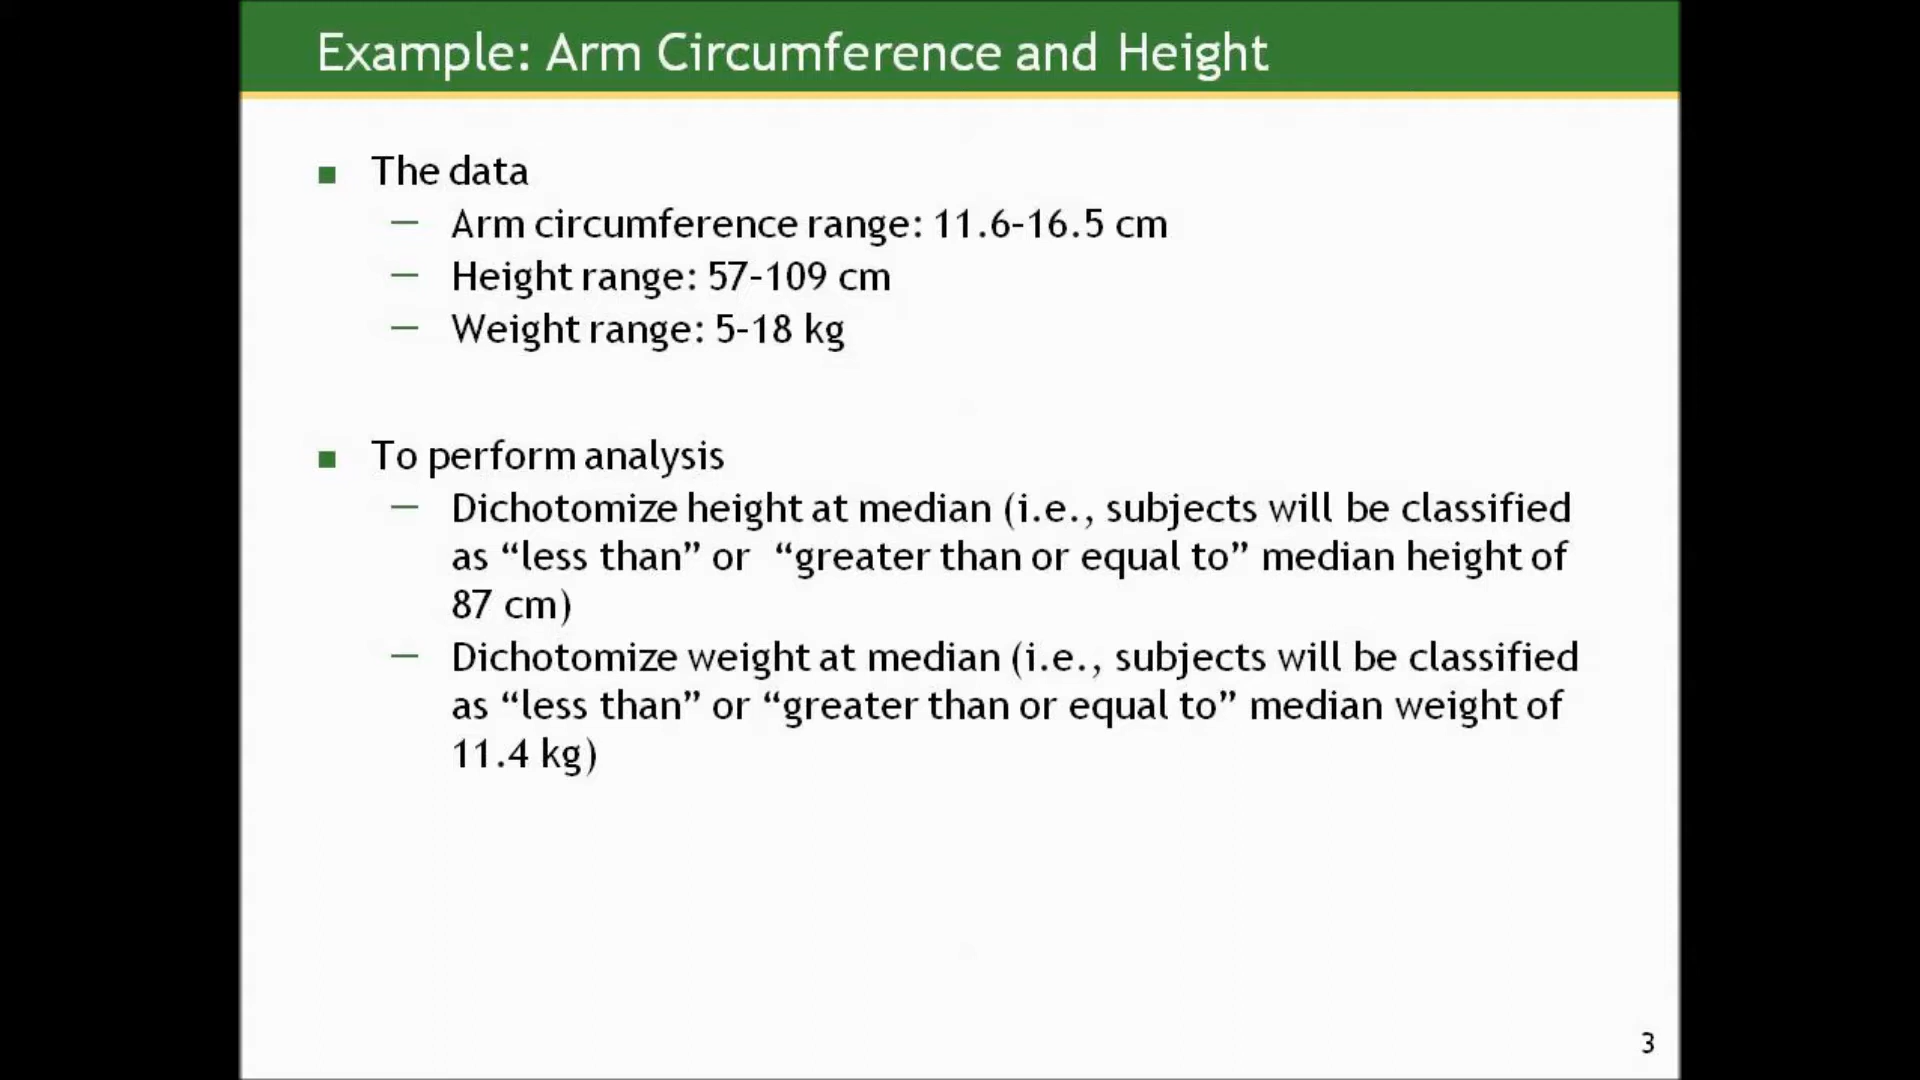 Example: Arm Circumference and Height
The data
— Arm circumference range: 11.6-16.5 cm
— Height range: 57-109 cm
— Weight range: 5-18 kg
To perform analysis
— Dichotomize height at median (i.e., subjects will be classified
as “less than” or “greater than or equal to” median height of
87 cm)
— Dichotomize weight at median (i.e., subjects will be classified
as “less than” or “greater than or equal to” median weight of
11.4 kg)
3